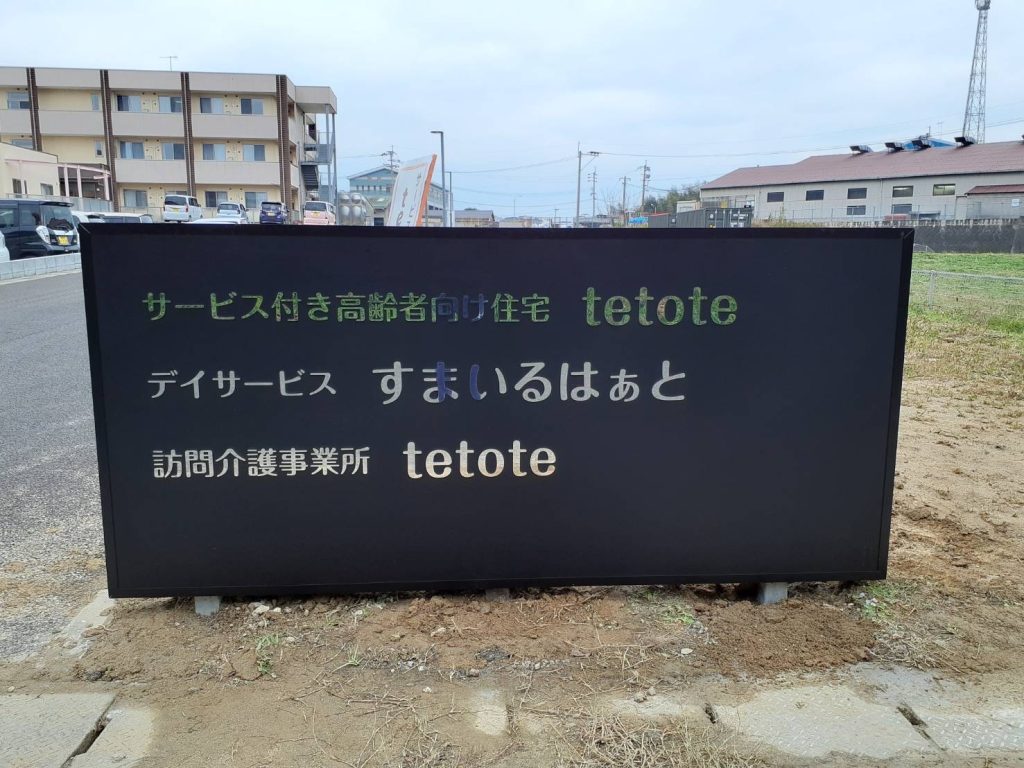 サービス付き高齢者向け住宅 tetote
デイサービス すまいるはぁと
訪問介護事業所 tetote